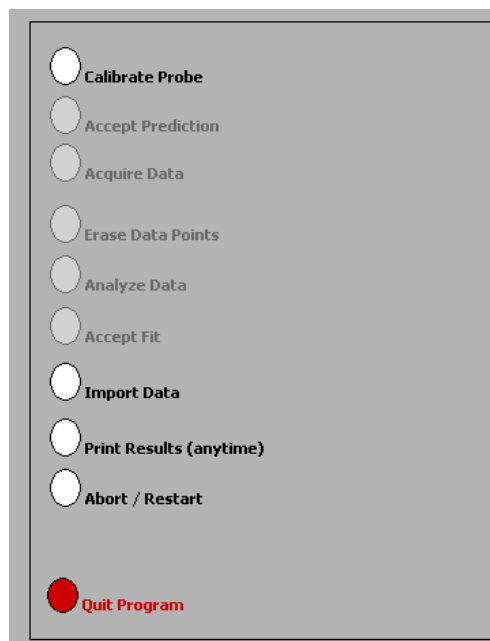 Calibrate Probe
Accept Prediction
Acquire Data
Erase Data Points
Analyze Data
Accept Fit
Import Data
Print Results (anytime)
Abort / Restart
Quit Program